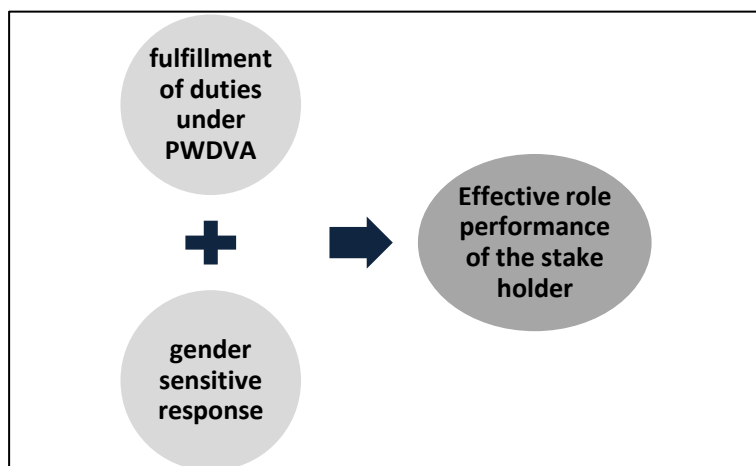 fulfillment
of duties
under
PWDVA
gender
sensitive
response
Effective role
performance
of the stake
holder